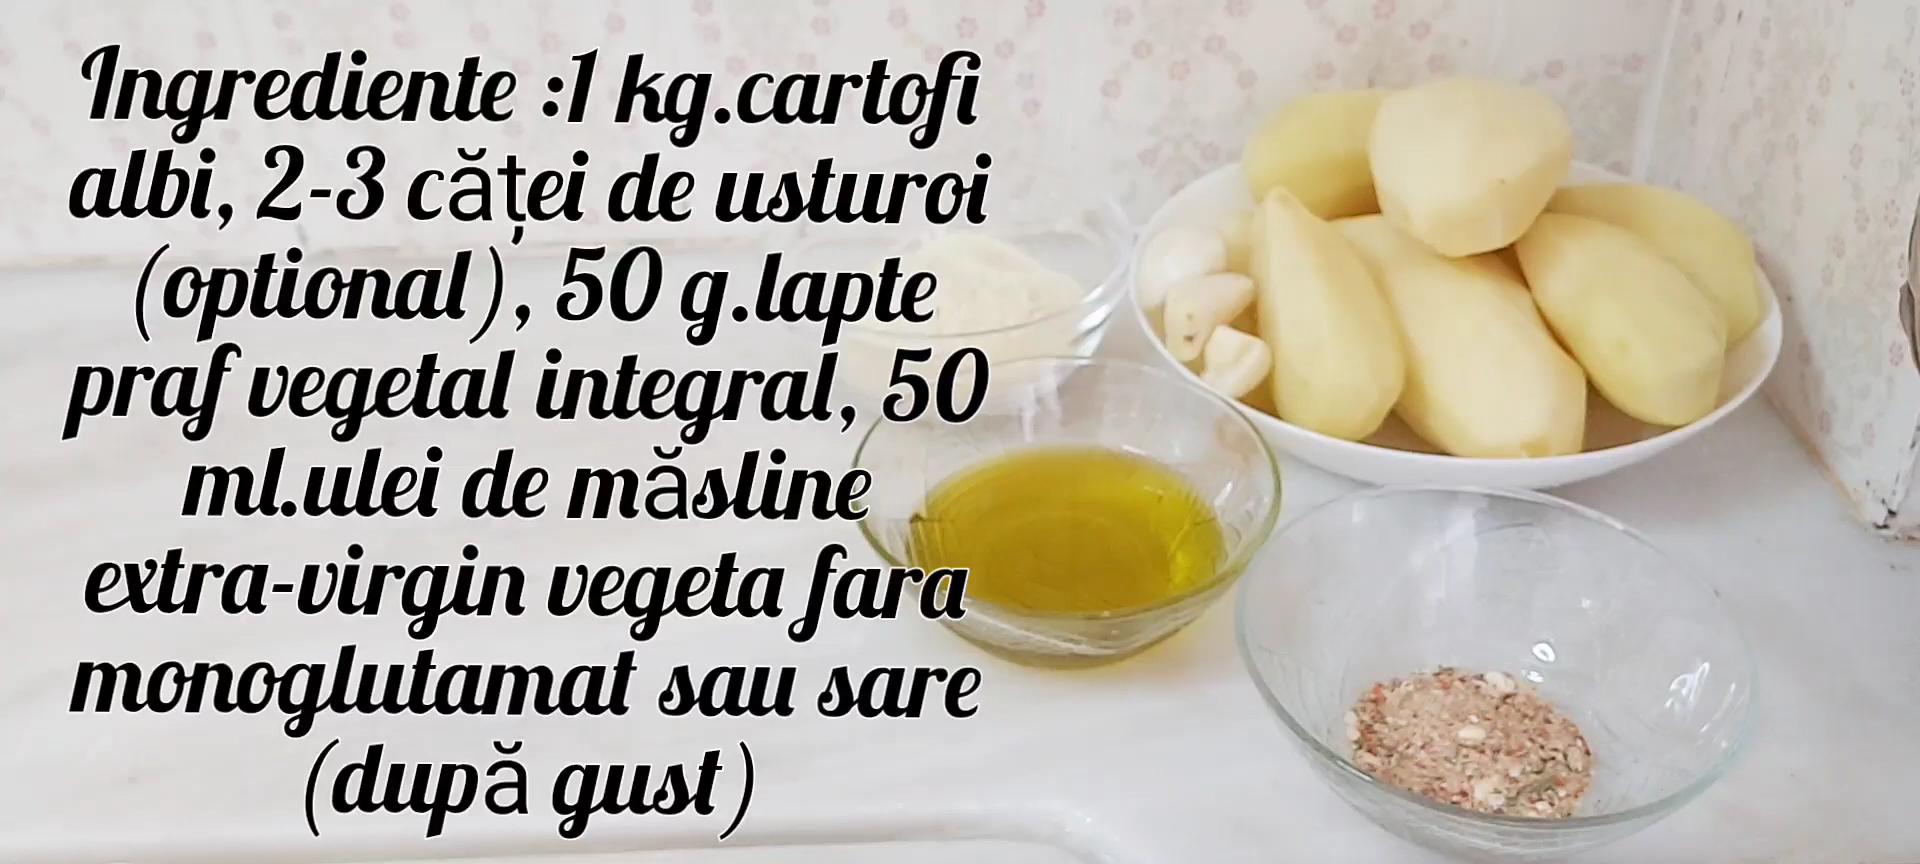 Ingrediente :1 kg.cartofi
albi, 2-3 căței de usturoi
(optional), 50 g.lapte
praf vegetal integral, 50
ml.ulei de măsline
extra-virgin vegeta fara
monoglutamat sau sare
(după gust)